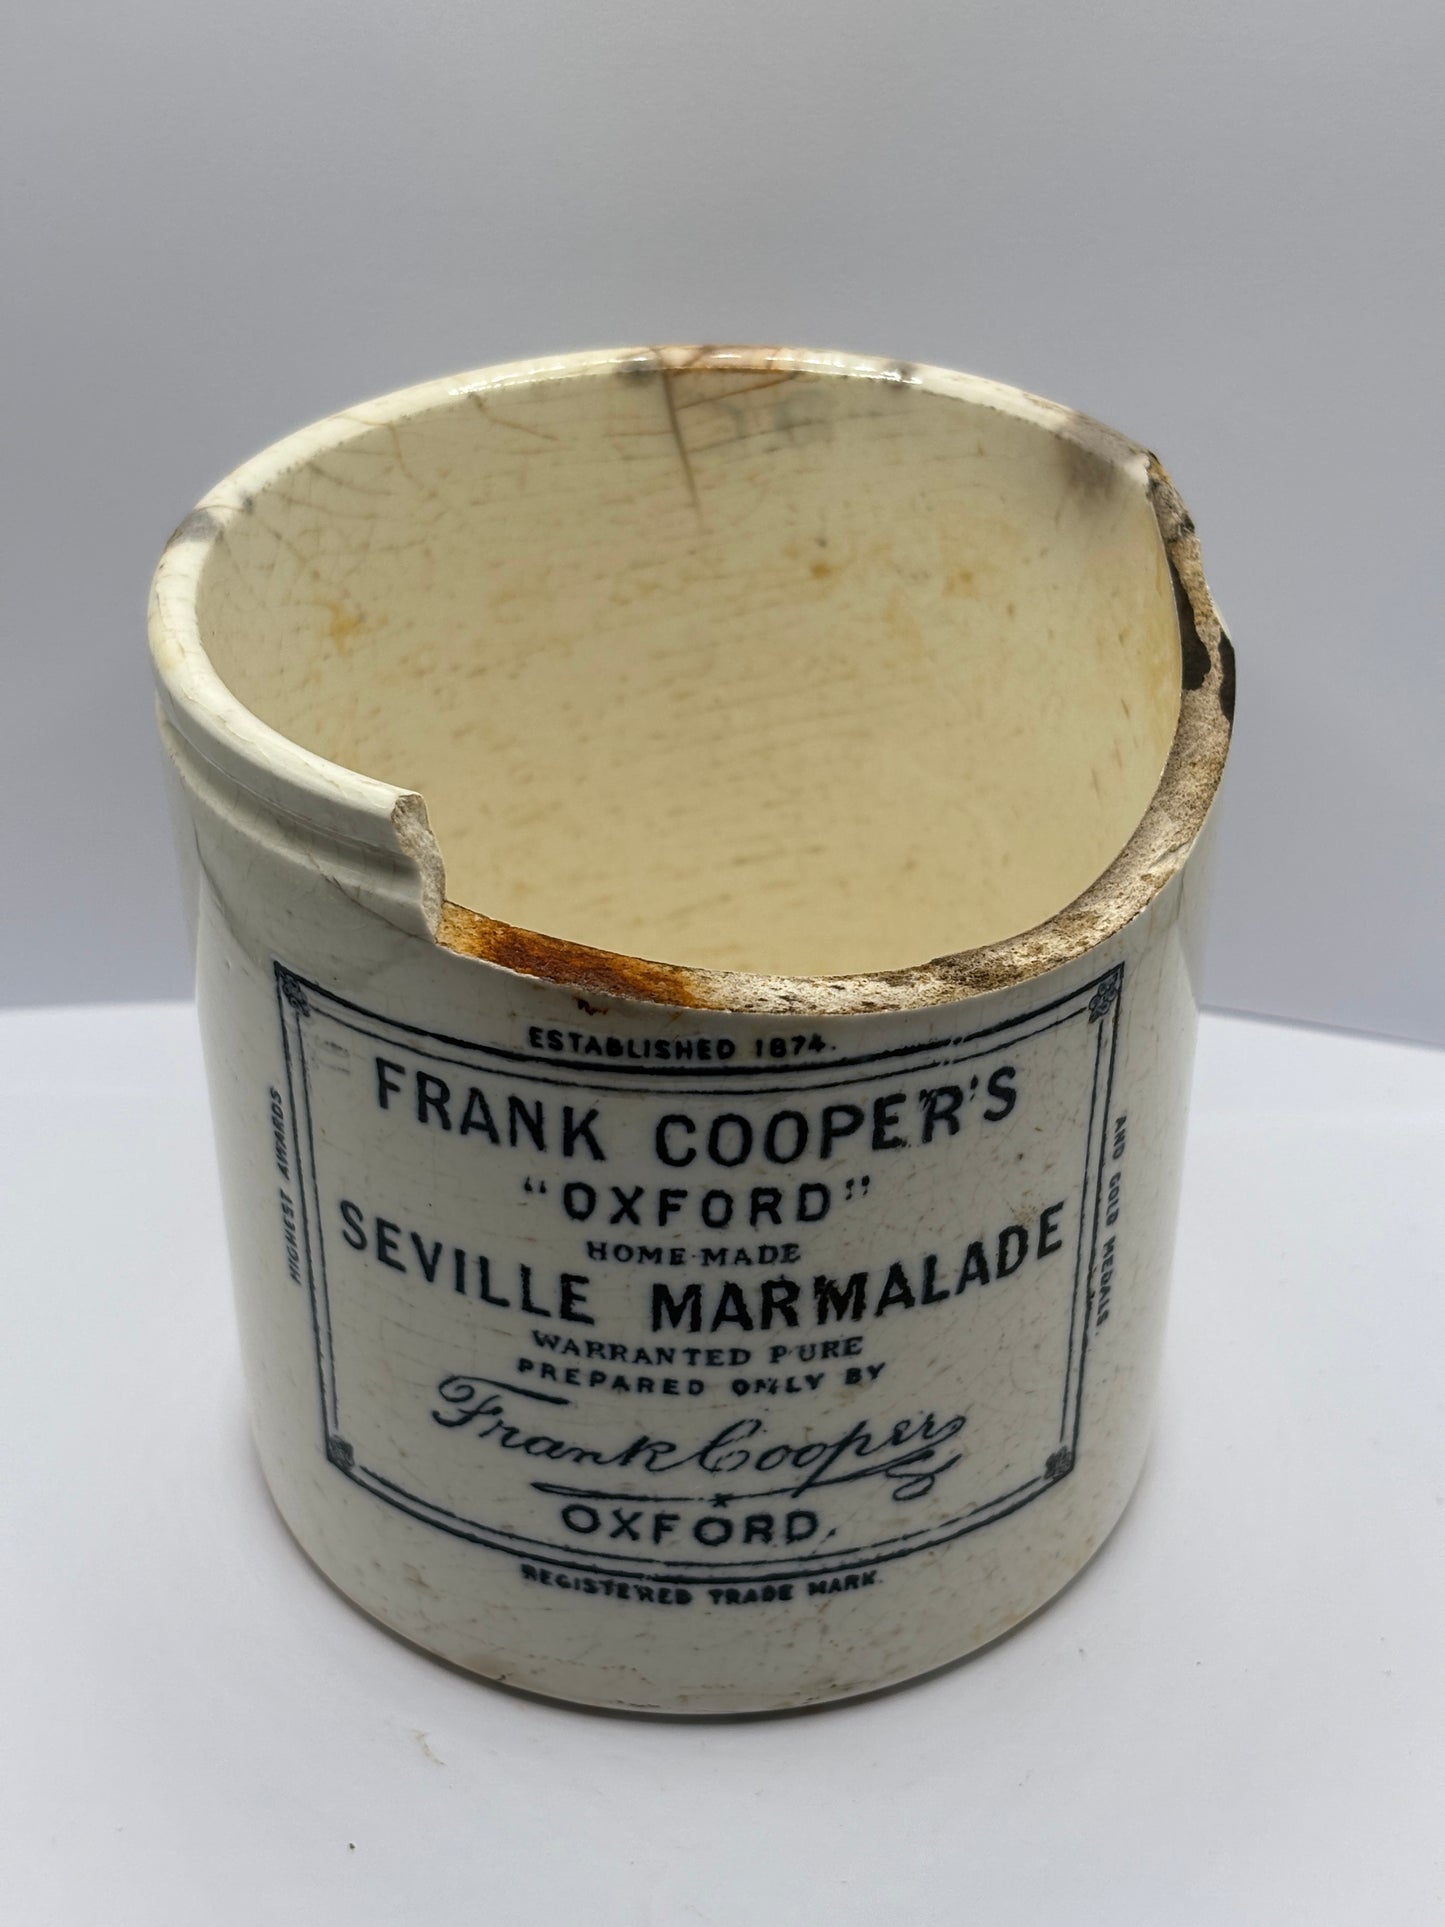 ESTABLISHED 1874.
FRANK COOPER'S
"OXFORD"
HOME-MADE
SEVILLE MARMALADE
WARRANTED PURE
PREPARED ONLY BY
Frank Cooper
OXFORD.
REGISTERED TRADE MARK.
HIGHEST AWARDS
AND GOLD MEDALS.